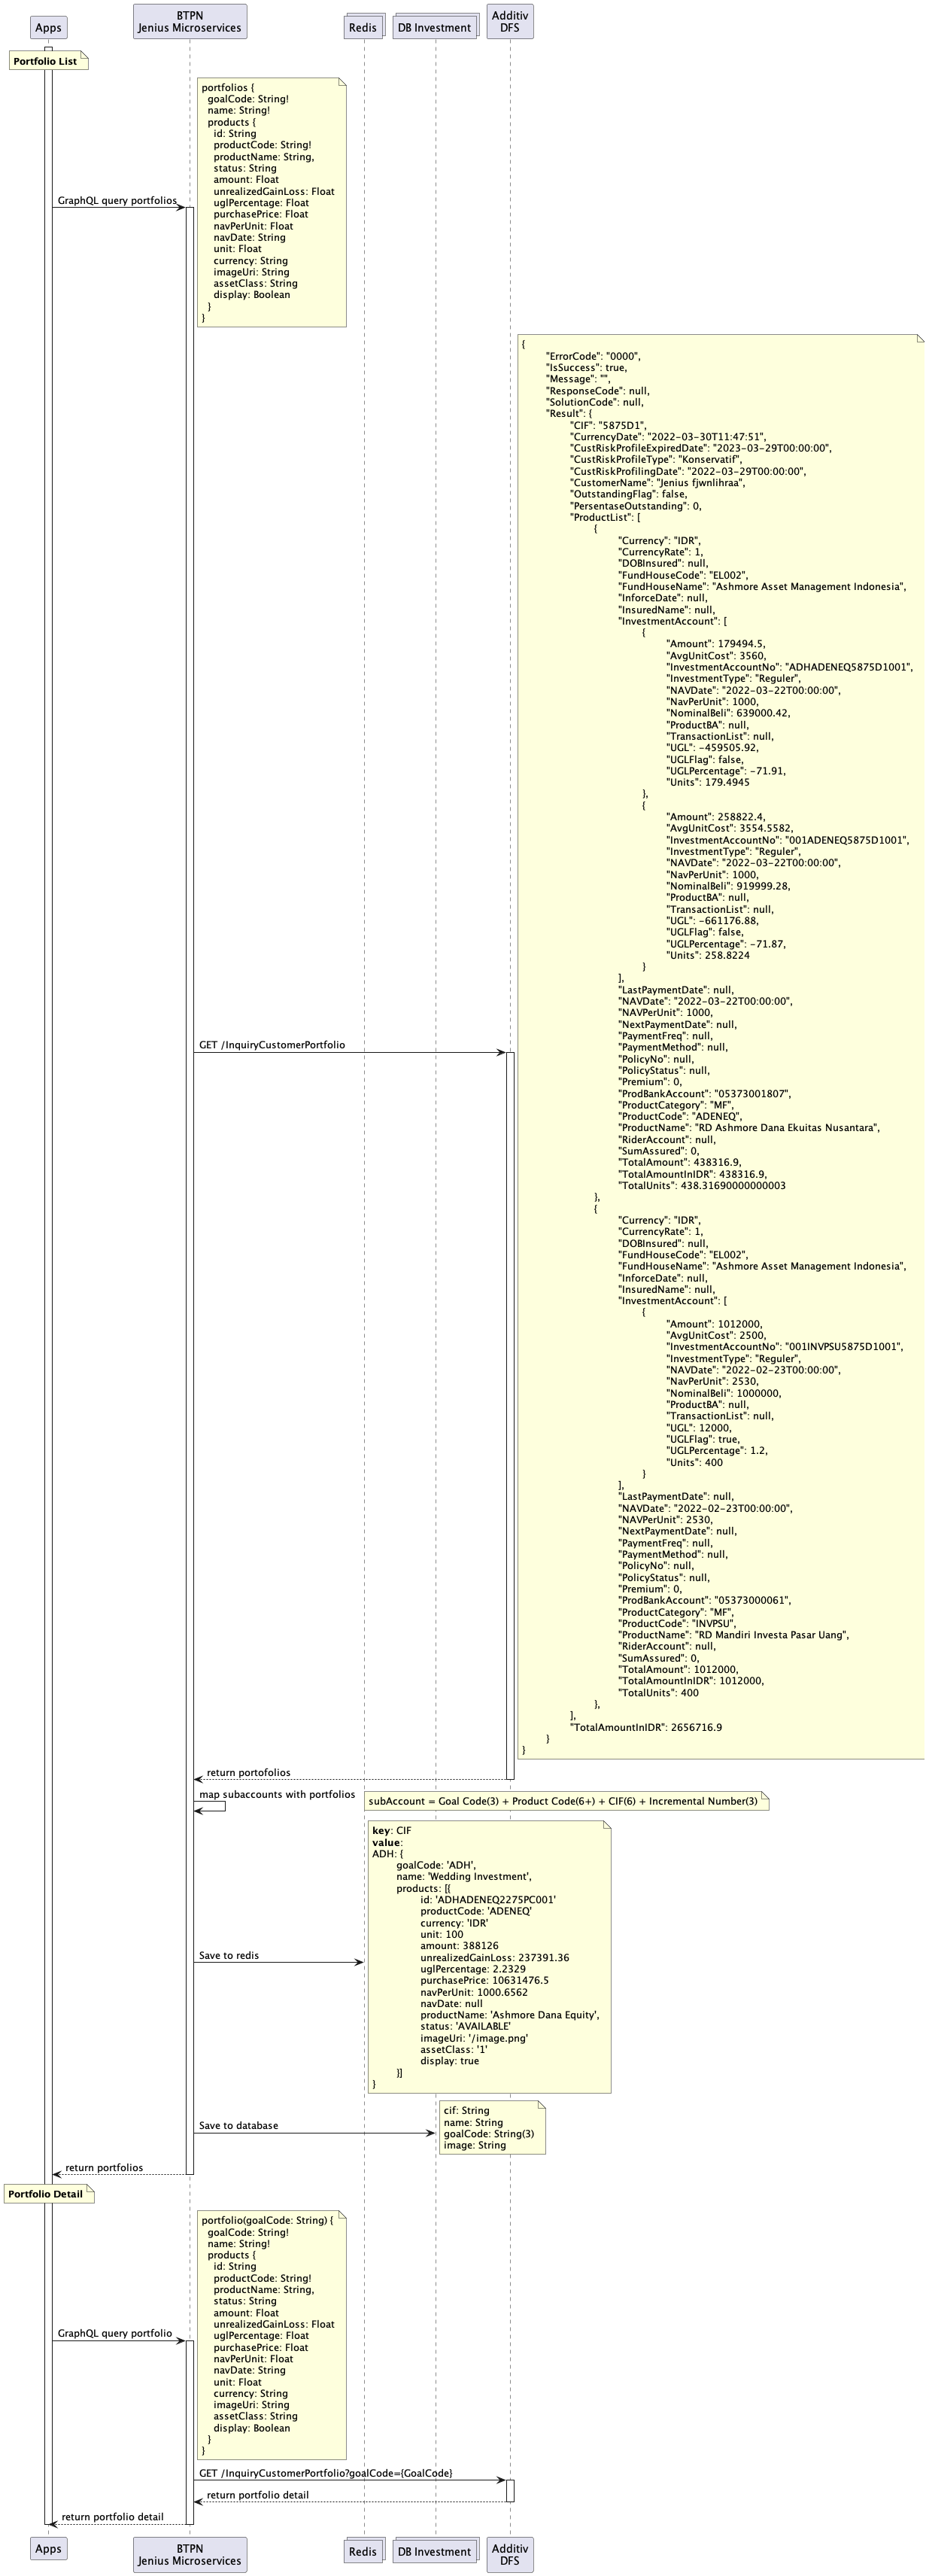 Apps
BTPN
Jenius Microservices
Redis
DB Investment
Additiv
DFS
Portfolio List
portfolios {
goalCode: String!
name: String!
products {
id: String
productCode: String!
productName: String,
status: String
amount: Float
unrealizedGainLoss: Float
uglPercentage: Float
purchasePrice: Float
navPerUnit: Float
navDate: String
unit: Float
currency: String
imageUri: String
assetClass: String
display: Boolean
}
}
GraphQL query portfolios
{
"ErrorCode": "0000",
"IsSuccess": true,
"Message": "",
"ResponseCode": null,
"SolutionCode": null,
"Result": {
"CIF": "5875D1",
"CurrencyDate": "2022-03-30T11:47:51",
"CustRiskProfileExpiredDate": "2023-03-29T00:00:00",
"CustRiskProfileType": "Konservatif",
"CustRiskProfilingDate": "2022-03-29T00:00:00",
"CustomerName": "Jenius fjwnlihraa",
"OutstandingFlag": false,
"PersentaseOutstanding": 0,
"ProductList": [
{
"Currency": "IDR",
"CurrencyRate": 1,
"DOBInsured": null,
"FundHouseCode": "EL002",
"FundHouseName": "Ashmore Asset Management Indonesia",
"InforceDate": null,
"InsuredName": null,
"InvestmentAccount": [
{
"Amount": 179494.5,
"AvgUnitCost": 3560,
"InvestmentAccountNo": "ADHADENEQ5875D1001",
"InvestmentType": "Reguler",
"NAVDate": "2022-03-22T00:00:00",
"NavPerUnit": 1000,
"NominalBeli": 639000.42,
"ProductBA": null,
"TransactionList": null,
"UGL": -459505.92,
"UGLFlag": false,
"UGLPercentage": -71.91,
"Units": 179.4945
},
{
"Amount": 258822.4,
"AvgUnitCost": 3554.5582,
"InvestmentAccountNo": "001ADENEQ5875D1001",
"InvestmentType": "Reguler",
"NAVDate": "2022-03-22T00:00:00",
"NavPerUnit": 1000,
"NominalBeli": 919999.28,
"ProductBA": null,
"TransactionList": null,
"UGL": -661176.88,
"UGLFlag": false,
"UGLPercentage": -71.87,
"Units": 258.8224
}
],
"LastPaymentDate": null,
"NAVDate": "2022-03-22T00:00:00",
"NAVPerUnit": 1000,
"NextPaymentDate": null,
"PaymentFreq": null,
"PaymentMethod": null,
"PolicyNo": null,
"PolicyStatus": null,
"Premium": 0,
"ProdBankAccount": "05373001807",
"ProductCategory": "MF",
"ProductCode": "ADENEQ",
"ProductName": "RD Ashmore Dana Ekuitas Nusantara",
"RiderAccount": null,
"SumAssured": 0,
"TotalAmount": 438316.9,
"TotalAmountInIDR": 438316.9,
"TotalUnits": 438.31690000000003
},
{
"Currency": "IDR",
"CurrencyRate": 1,
"DOBInsured": null,
"FundHouseCode": "EL002",
"FundHouseName": "Ashmore Asset Management Indonesia",
"InforceDate": null,
"InsuredName": null,
"InvestmentAccount": [
{
"Amount": 1012000,
"AvgUnitCost": 2500,
"InvestmentAccountNo": "001INVPSU5875D1001",
"InvestmentType": "Reguler",
"NAVDate": "2022-02-23T00:00:00",
"NavPerUnit": 2530,
"NominalBeli": 1000000,
"ProductBA": null,
"TransactionList": null,
"UGL": 12000,
"UGLFlag": true,
"UGLPercentage": 1.2,
"Units": 400
}
],
"LastPaymentDate": null,
"NAVDate": "2022-02-23T00:00:00",
"NAVPerUnit": 2530,
"NextPaymentDate": null,
"PaymentFreq": null,
"PaymentMethod": null,
"PolicyNo": null,
"PolicyStatus": null,
"Premium": 0,
"ProdBankAccount": "05373000061",
"ProductCategory": "MF",
"ProductCode": "INVPSU",
"ProductName": "RD Mandiri Investa Pasar Uang",
"RiderAccount": null,
"SumAssured": 0,
"TotalAmount": 1012000,
"TotalAmountInIDR": 1012000,
"TotalUnits": 400
},
],
"TotalAmountInIDR": 2656716.9
}
}
GET /InquiryCustomerPortfolio
return portofolios
map subaccounts with portfolios
subAccount = Goal Code(3) + Product Code(6+) + CIF(6) + Incremental Number(3)
key: CIF
value:
ADH: {
goalCode: 'ADH',
name: 'Wedding Investment',
products: [{
id: 'ADHADENEQ2275PC001'
productCode: 'ADENEQ'
currency: 'IDR'
unit: 100
amount: 388126
unrealizedGainLoss: 237391.36
uglPercentage: 2.2329
purchasePrice: 10631476.5
navPerUnit: 1000.6562
navDate: null
productName: 'Ashmore Dana Equity',
status: 'AVAILABLE'
imageUri: '/image.png'
assetClass: '1'
display: true
}]
}
Save to redis
cif: String
name: String
goalCode: String(3)
image: String
Save to database
return portfolios
Portfolio Detail
portfolio(goalCode: String) {
goalCode: String!
name: String!
products {
id: String
productCode: String!
productName: String,
status: String
amount: Float
unrealizedGainLoss: Float
uglPercentage: Float
purchasePrice: Float
navPerUnit: Float
navDate: String
unit: Float
currency: String
imageUri: String
assetClass: String
display: Boolean
}
}
GraphQL query portfolio
GET /InquiryCustomerPortfolio?goalCode={GoalCode}
return portfolio detail
return portfolio detail
Apps
BTPN
Jenius Microservices
Redis
DB Investment
Additiv
DFS